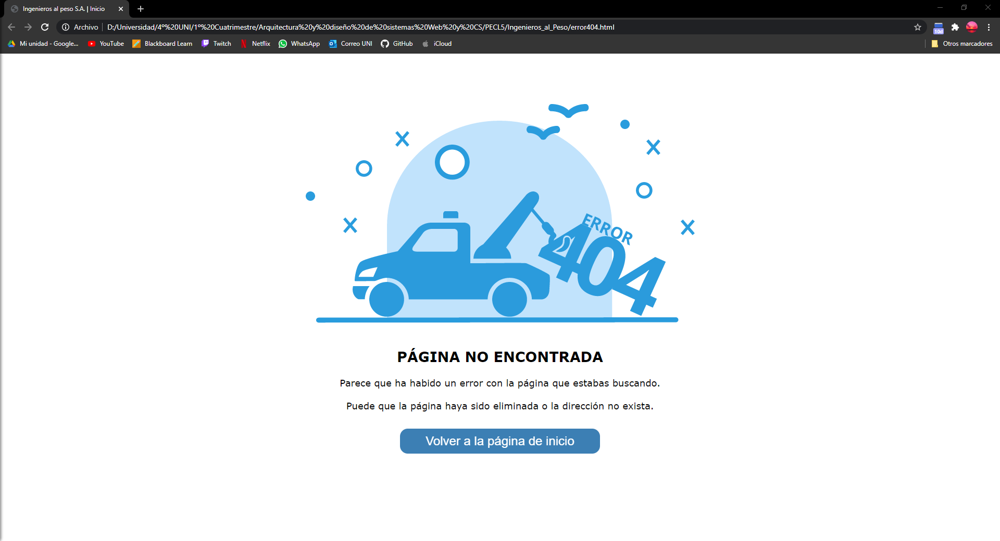 Ingenieros al peso S.A. | Inicio
Archivo D:/Universidad/4º%20UNI/1º%20Cuatrimestre/Arquitectura%20y%20diseño%20de%20sistemas%20Web%20y%20CS/PECL5/Ingenieros_al_Peso/error404.html
10d
Mi unidad - Google... YouTube Blackboard Learn Twitch Netflix WhatsApp Correo UNI GitHub iCloud Otros marcadores
ERROR
404
PÁGINA NO ENCONTRADA
Parece que ha habido un error con la página que estabas buscando.
Puede que la página haya sido eliminada o la dirección no exista.
Volver a la página de inicio